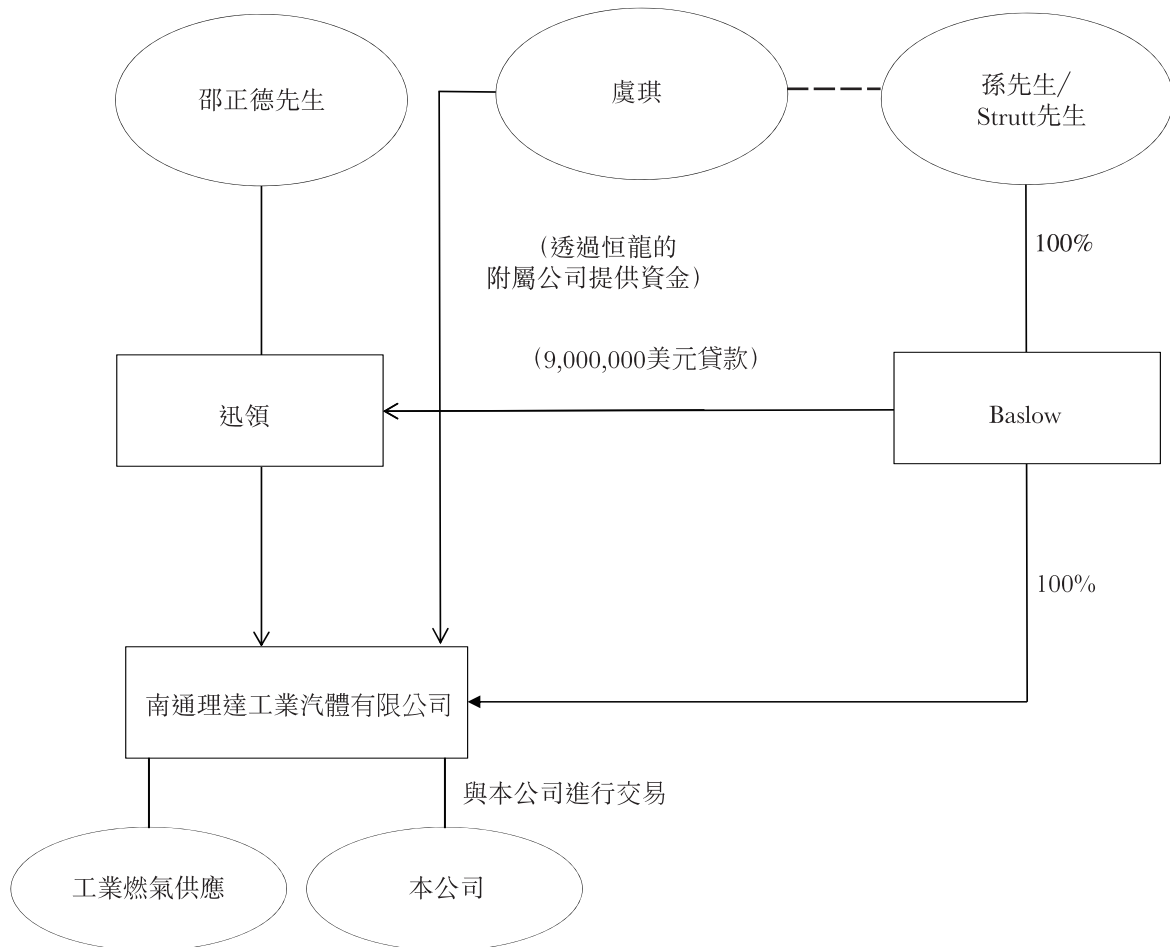 邵正德先生
虞琪
孫先生/
Strutt先生
100%
(透過恒龍的
附屬公司提供資金)
(9,000,000美元貸款)
迅領
Baslow
100%
南通理達工業汽體有限公司
與本公司進行交易
工業燃氣供應
本公司